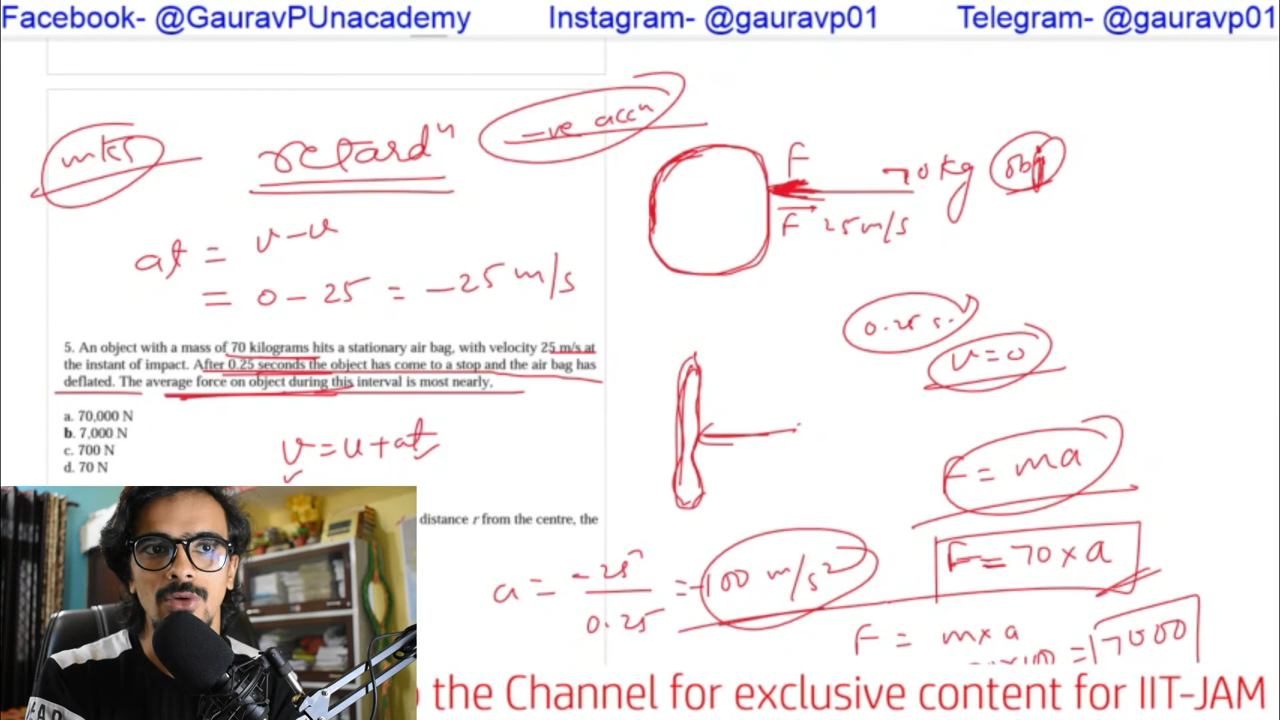 Facebook- @GauravPUnacademy Instagram- @gauravp01 Telegram- @gauravp01
mks retardⁿ -ve accⁿ
F 70 kg obj
F 25 m/s
at = v-u
= 0 - 25 = -25 m/s
0.25 s.
v=0
5. An object with a mass of 70 kilograms hits a stationary air bag, with velocity 25 m/s at
the instant of impact. After 0.25 seconds the object has come to a stop and the air bag has
deflated. The average force on object during this interval is most nearly,
a. 70,000 N
b. 7,000 N
c. 700 N
d. 70 N
v = u + at
F = ma
distance r from the centre, the
F = 70 x a
a = -25 / 0.25 = -100 m/s²
F = m x a
= 7000
the Channel for exclusive content for IIT-JAM